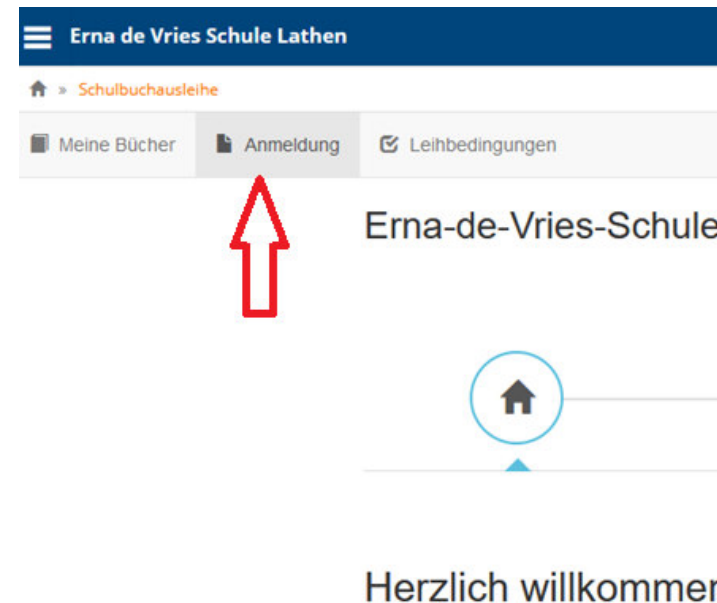 Erna de Vries Schule Lathen
» Schulbuchausleihe
Meine Bücher Anmeldung Leihbedingungen
Erna-de-Vries-Schule
Herzlich willkommen